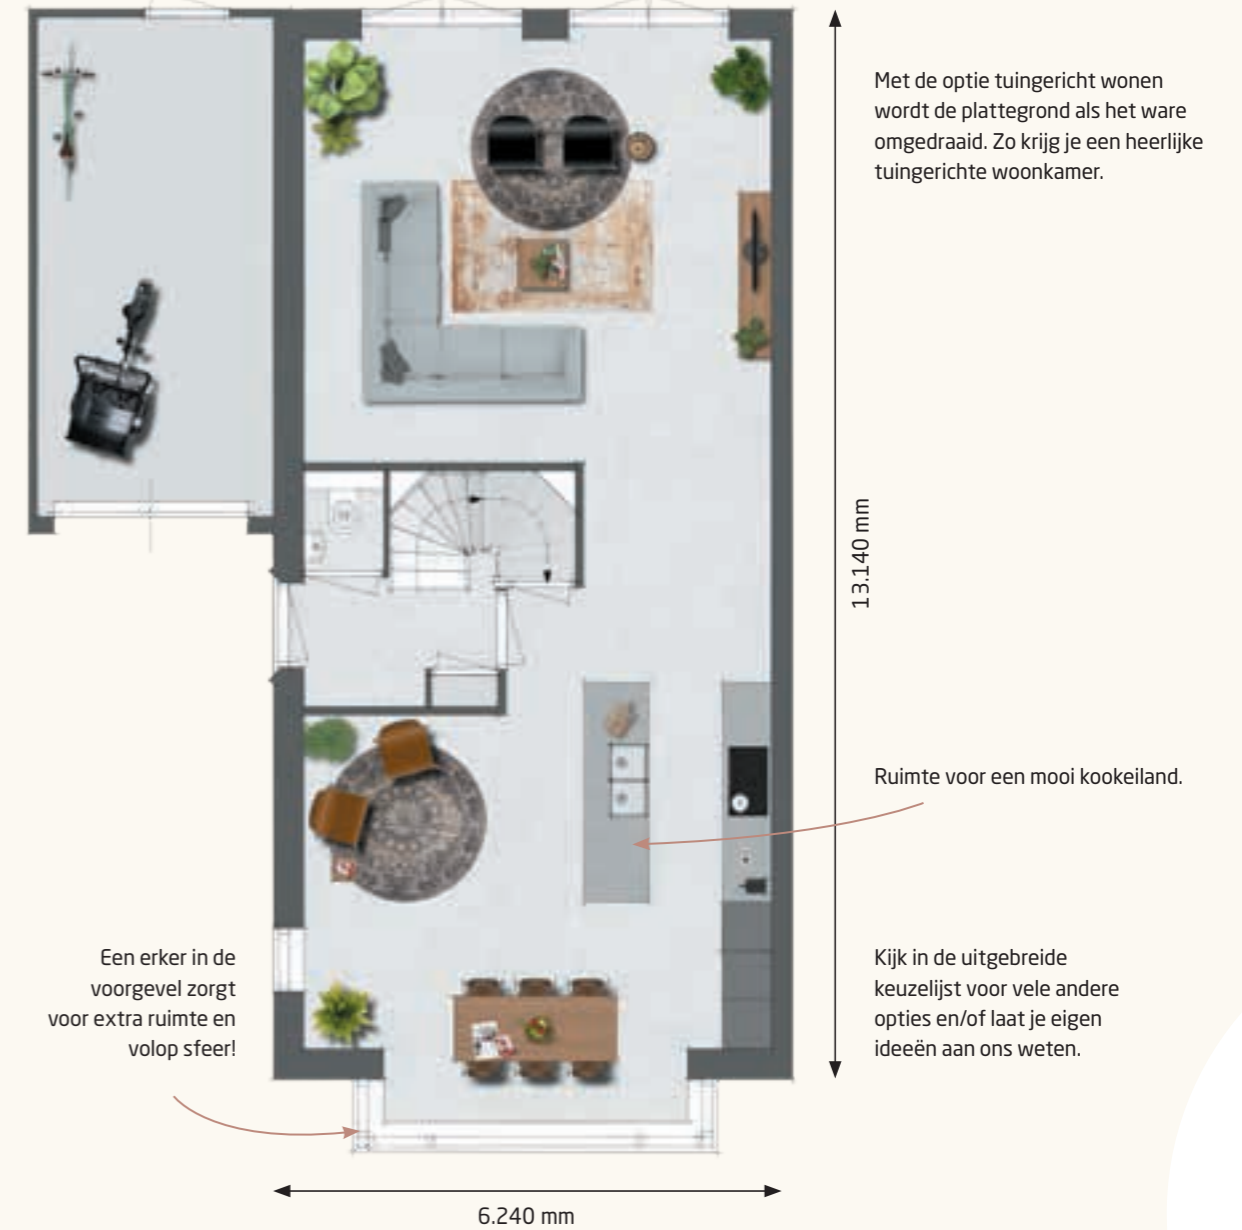 Met de optie tuingericht wonen
wordt de plattegrond als het ware
omgedraaid. Zo krijg je een heerlijke
tuingerichte woonkamer.
13.140 mm
Ruimte voor een mooi kookeiland.
Een erker in de
voorgevel zorgt
voor extra ruimte en
volop sfeer!
Kijk in de uitgebreide
keuzelijst voor vele andere
opties en/of laat je eigen
ideeën aan ons weten.
6.240 mm